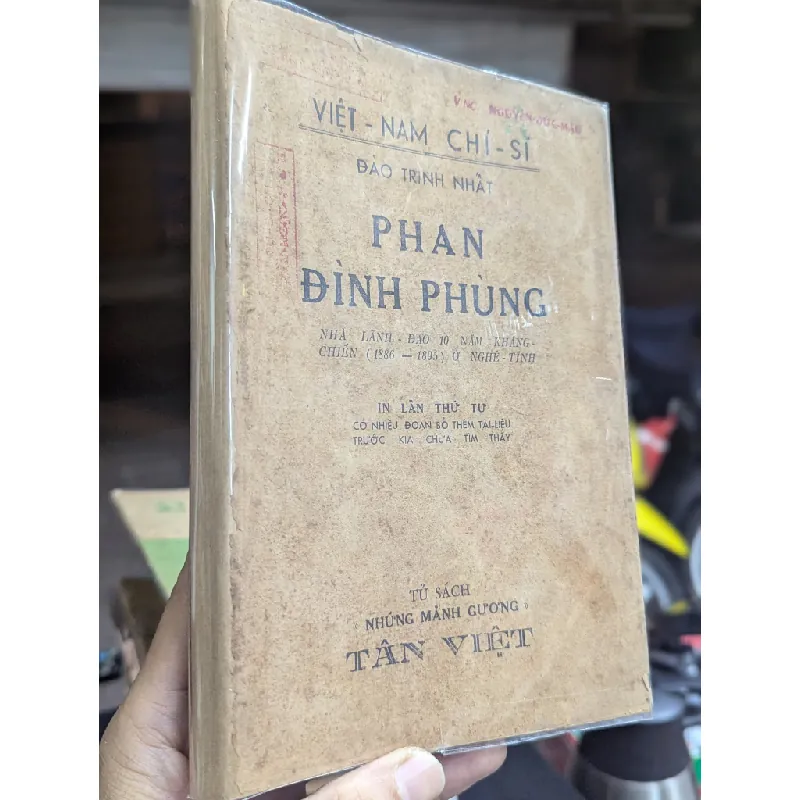 VIỆT - NAM CHÍ - SĨ
ĐÀO TRINH NHẤT
PHAN
ĐÌNH PHÙNG
NHÀ LÃNH - ĐẠO 10 NĂM KHÁNG -
CHIẾN (1886 — 1895) Ở NGHỆ - TĨNH
IN LẦN THỨ TƯ
CÓ NHIỀU ĐOẠN BỔ THÊM TÀI-LIỆU
TRƯỚC KIA CHƯA TÌM THẤY
TỦ SÁCH
« NHỮNG MẢNH GƯƠNG »
TÂN VIỆT